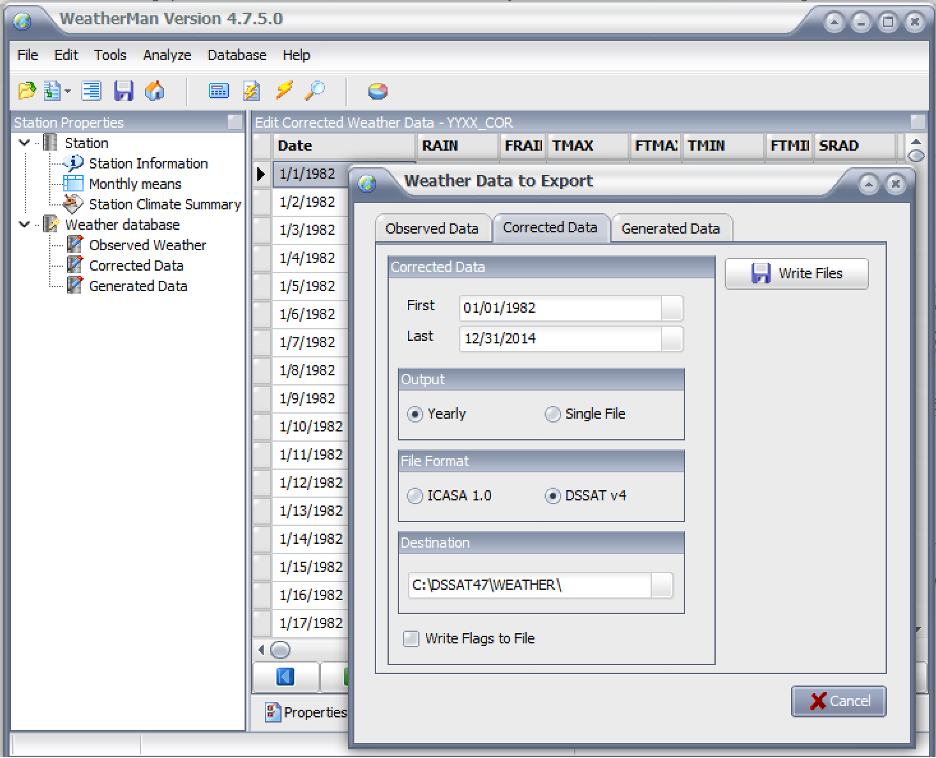 WeatherMan Version 4.7.5.0
File Edit Tools Analyze Database Help
Station Properties
Station
Station Information
Monthly means
Station Climate Summary
Weather database
Observed Weather
Corrected Data
Generated Data
Edit Corrected Weather Data - YYXX_COR
Date RAIN FRAI TMAX FTMA TMIN FTMI SRAD
1/1/1982
1/2/1982
1/3/1982
1/4/1982
1/5/1982
1/6/1982
1/7/1982
1/8/1982
1/9/1982
1/10/1982
1/11/1982
1/12/1982
1/13/1982
1/14/1982
1/15/1982
1/16/1982
1/17/1982
Properties
Weather Data to Export
Observed Data Corrected Data Generated Data
Corrected Data
Write Files
First 01/01/1982
Last 12/31/2014
Output
Yearly Single File
File Format
ICASA 1.0 DSSAT v4
Destination
C:\DSSAT47\WEATHER\
Write Flags to File
Cancel